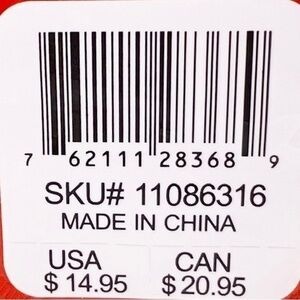 7 62111 28368 9
SKU# 11086316
MADE IN CHINA
USA CAN
$ 14.95 $ 20.95